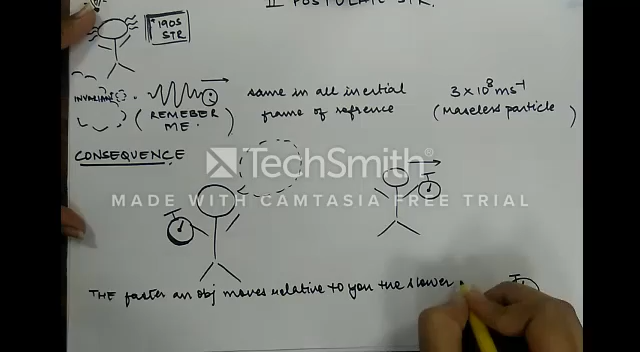 II POSTULATE STR.
1905
STR
INVARIANT
same in all inertial
3 x 10⁸ ms⁻¹
(REMEBER
ME.)
frame of refrence
(Masless particle)
CONSEQUENCE
TechSmith®
MADE WITH CAMTASIA FREE TRIAL
THE faster an obj moves relative to you the slower